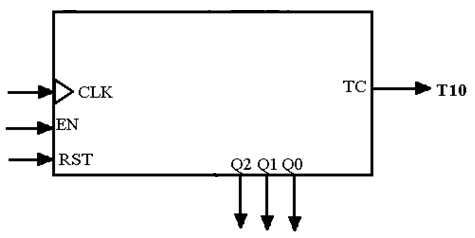 CLK
TC
T10
EN
RST
Q2 Q1 Q0